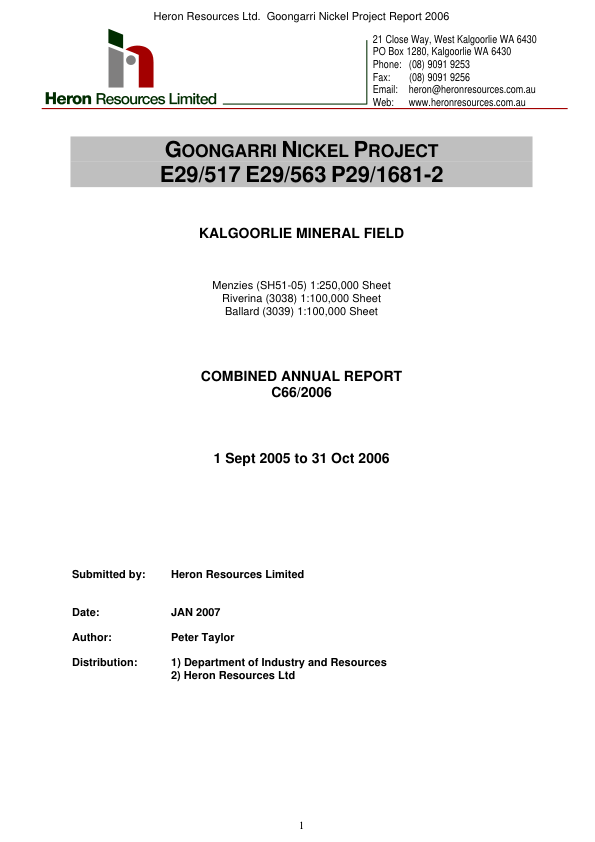 Heron Resources Ltd.  Goongarri Nickel Project Report 2006
21 Close Way, West Kalgoorlie WA 6430
PO Box 1280, Kalgoorlie WA 6430
Phone: (08) 9091 9253
Fax: (08) 9091 9256
Email: heron@heronresources.com.au
Web: www.heronresources.com.au
Heron Resources Limited
GOONGARRI NICKEL PROJECT
E29/517 E29/563 P29/1681-2
KALGOORLIE MINERAL FIELD
Menzies (SH51-05) 1:250,000 Sheet
Riverina (3038) 1:100,000 Sheet
Ballard (3039) 1:100,000 Sheet
COMBINED ANNUAL REPORT
C66/2006
1 Sept 2005 to 31 Oct 2006
Submitted by: Heron Resources Limited
Date: JAN 2007
Author: Peter Taylor
Distribution: 1) Department of Industry and Resources
2) Heron Resources Ltd
1